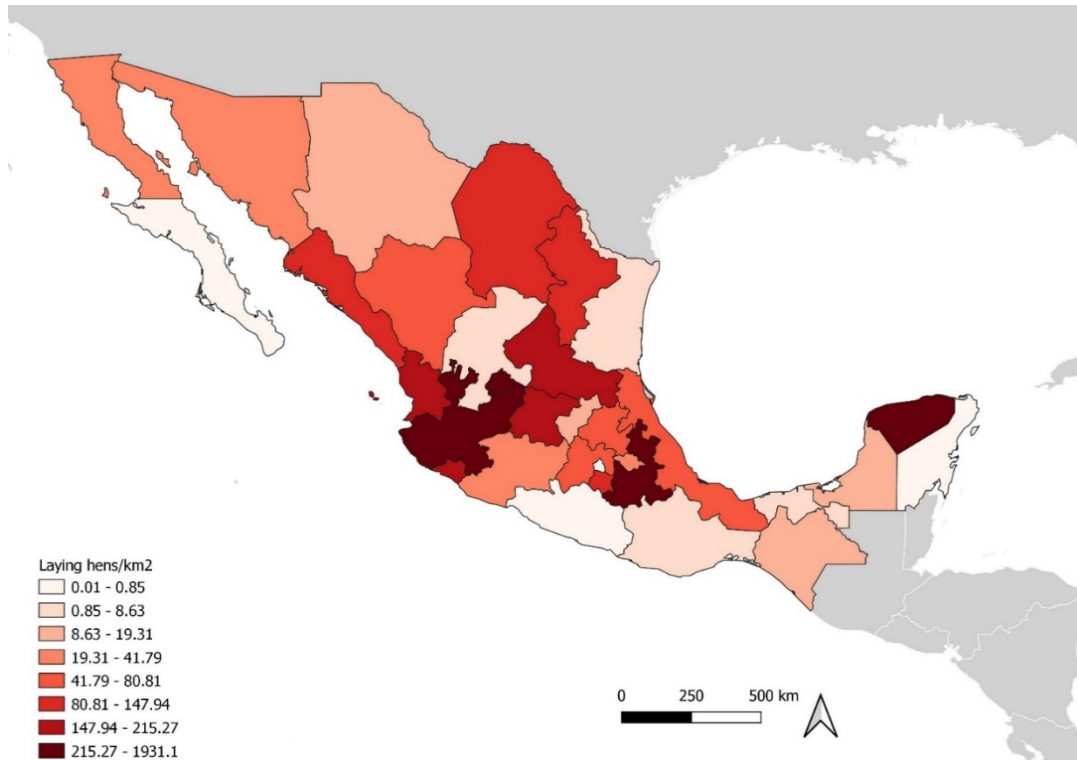 Laying hens/km2
0.01 - 0.85
0.85 - 8.63
8.63 - 19.31
19.31 - 41.79
41.79 - 80.81
80.81 - 147.94
147.94 - 215.27
215.27 - 1931.1
0 250 500 km